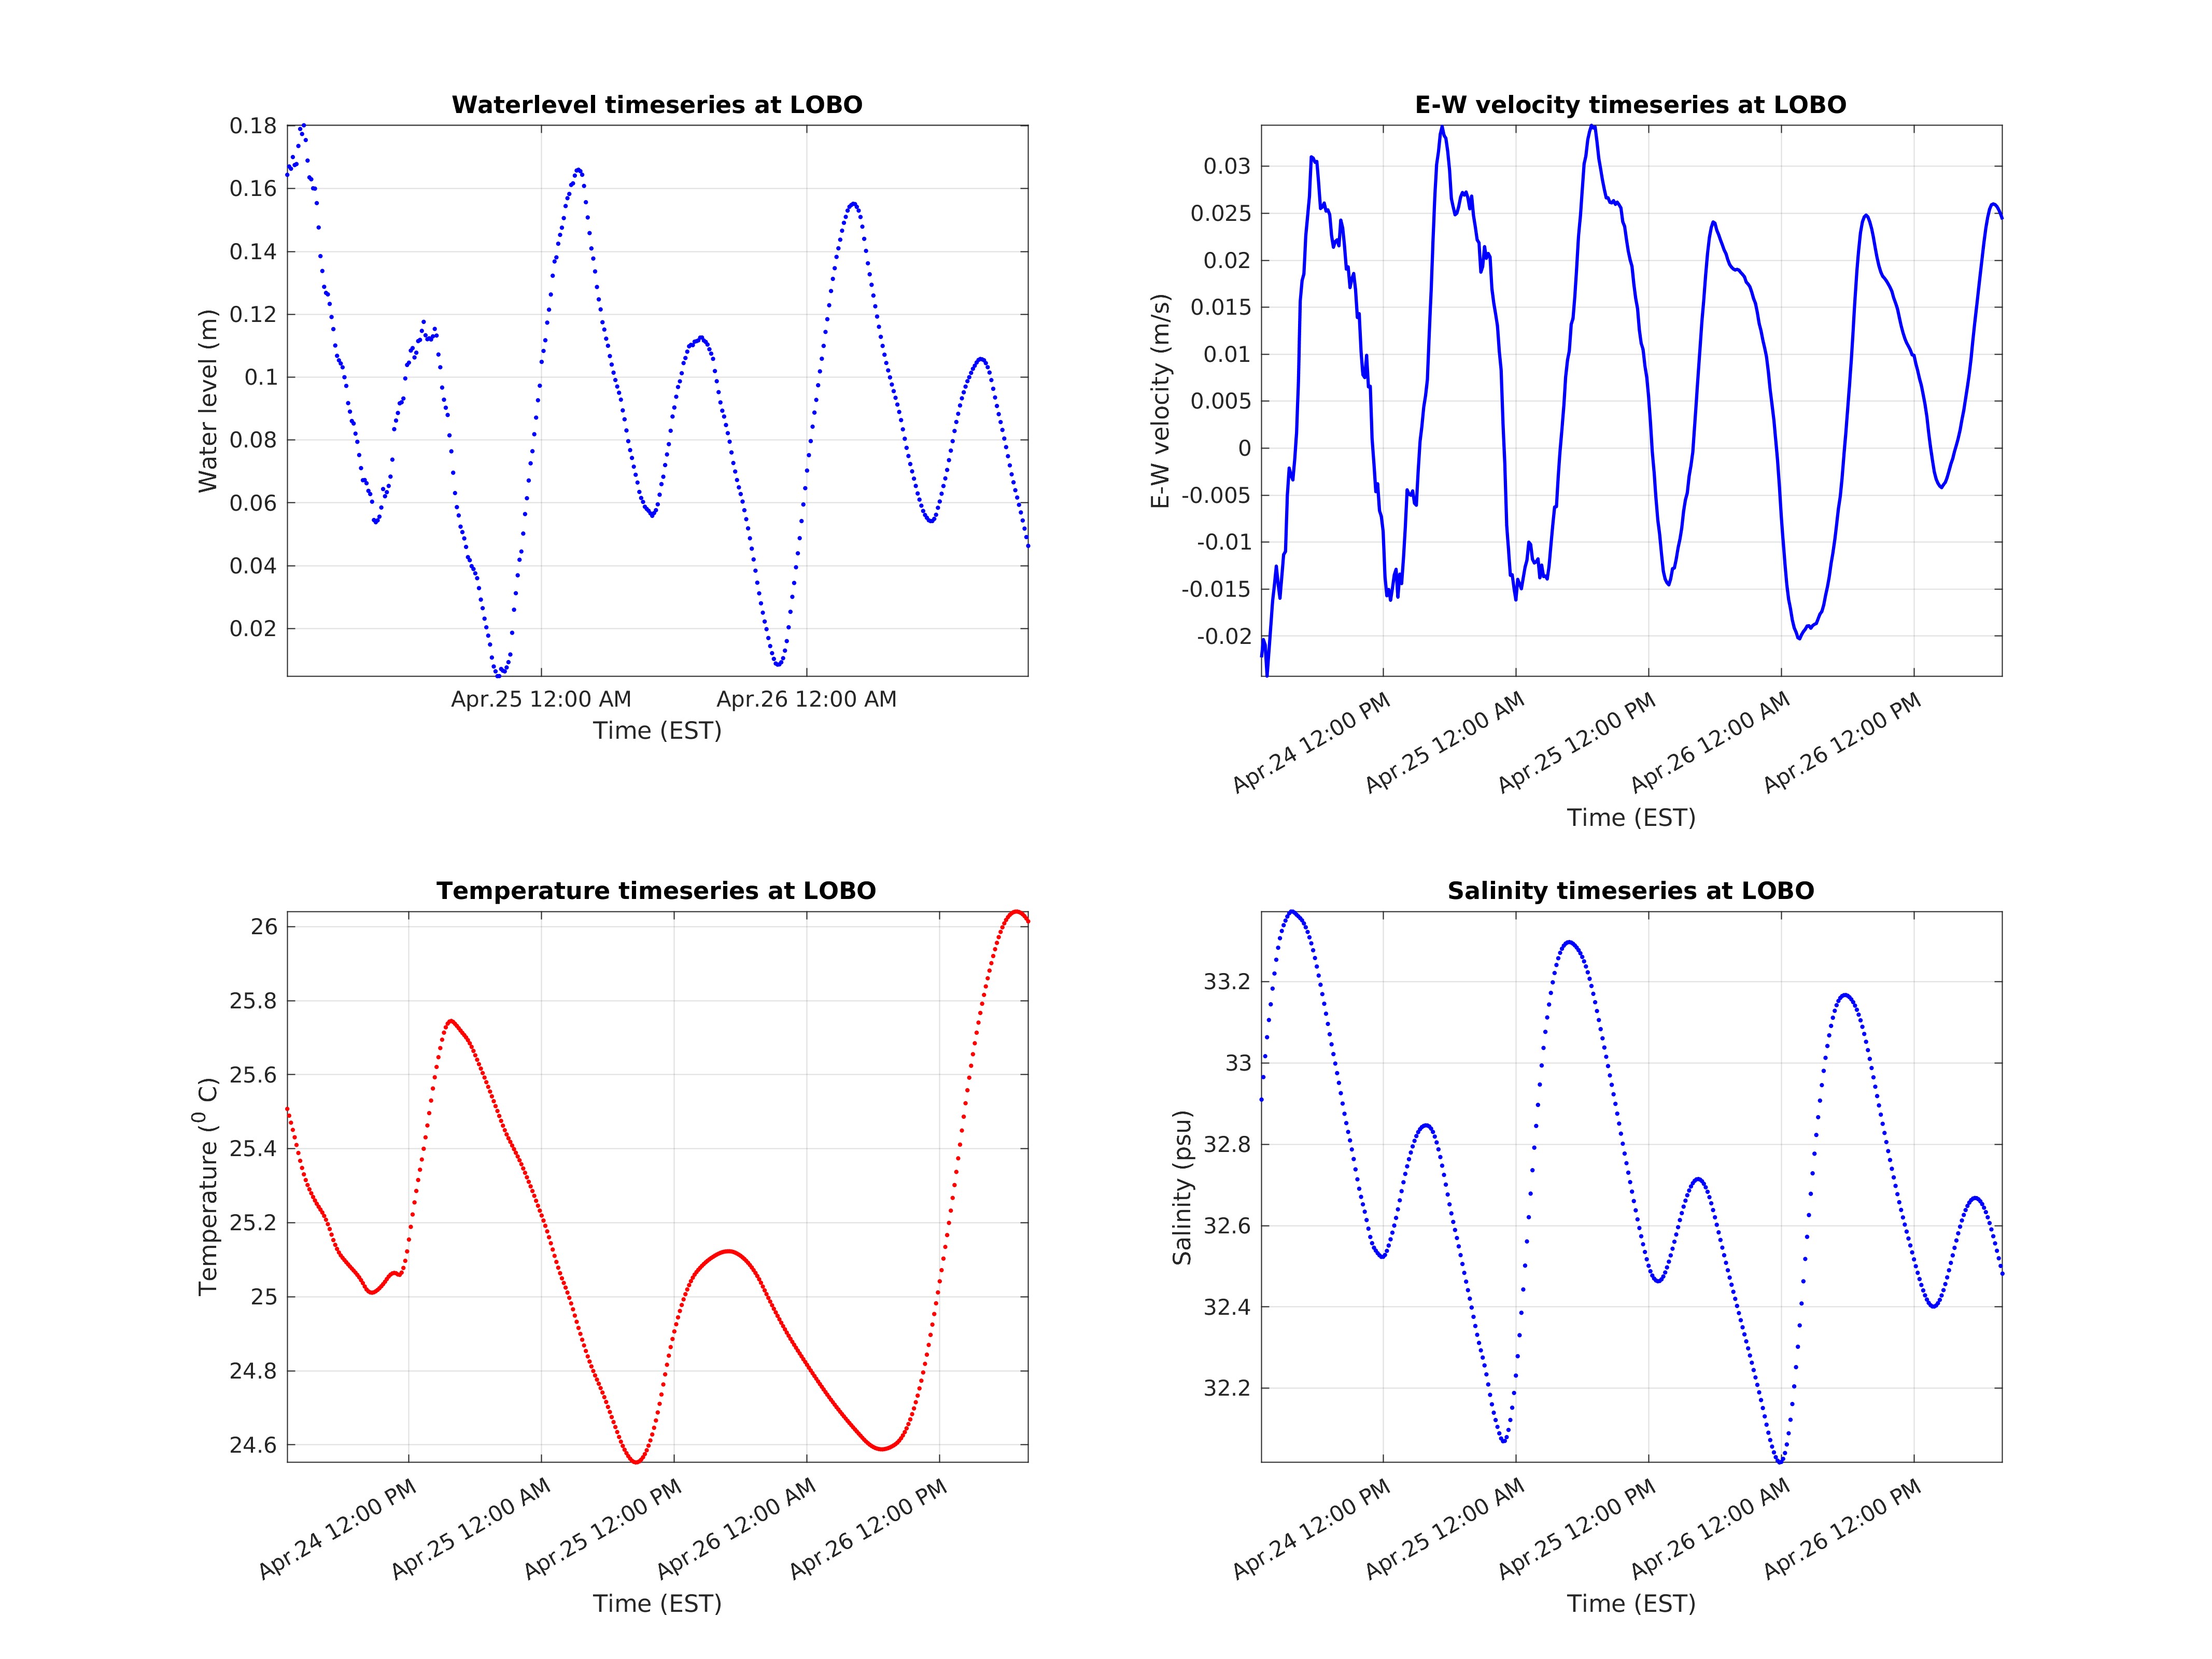 Waterlevel timeseries at LOBO
0.18
0.16
0.14
0.12
0.1
0.08
0.06
0.04
0.02
Water level (m)
Apr.25 12:00 AM
Apr.26 12:00 AM
Time (EST)
E-W velocity timeseries at LOBO
0.03
0.025
0.02
0.015
0.01
0.005
0
-0.005
-0.01
-0.015
-0.02
E-W velocity (m/s)
Apr.24 12:00 PM
Apr.25 12:00 AM
Apr.25 12:00 PM
Apr.26 12:00 AM
Apr.26 12:00 PM
Time (EST)
Temperature timeseries at LOBO
26
25.8
25.6
25.4
25.2
25
24.8
24.6
Temperature (⁰ C)
Apr.24 12:00 PM
Apr.25 12:00 AM
Apr.25 12:00 PM
Apr.26 12:00 AM
Apr.26 12:00 PM
Time (EST)
Salinity timeseries at LOBO
33.2
33
32.8
32.6
32.4
32.2
Salinity (psu)
Apr.24 12:00 PM
Apr.25 12:00 AM
Apr.25 12:00 PM
Apr.26 12:00 AM
Apr.26 12:00 PM
Time (EST)